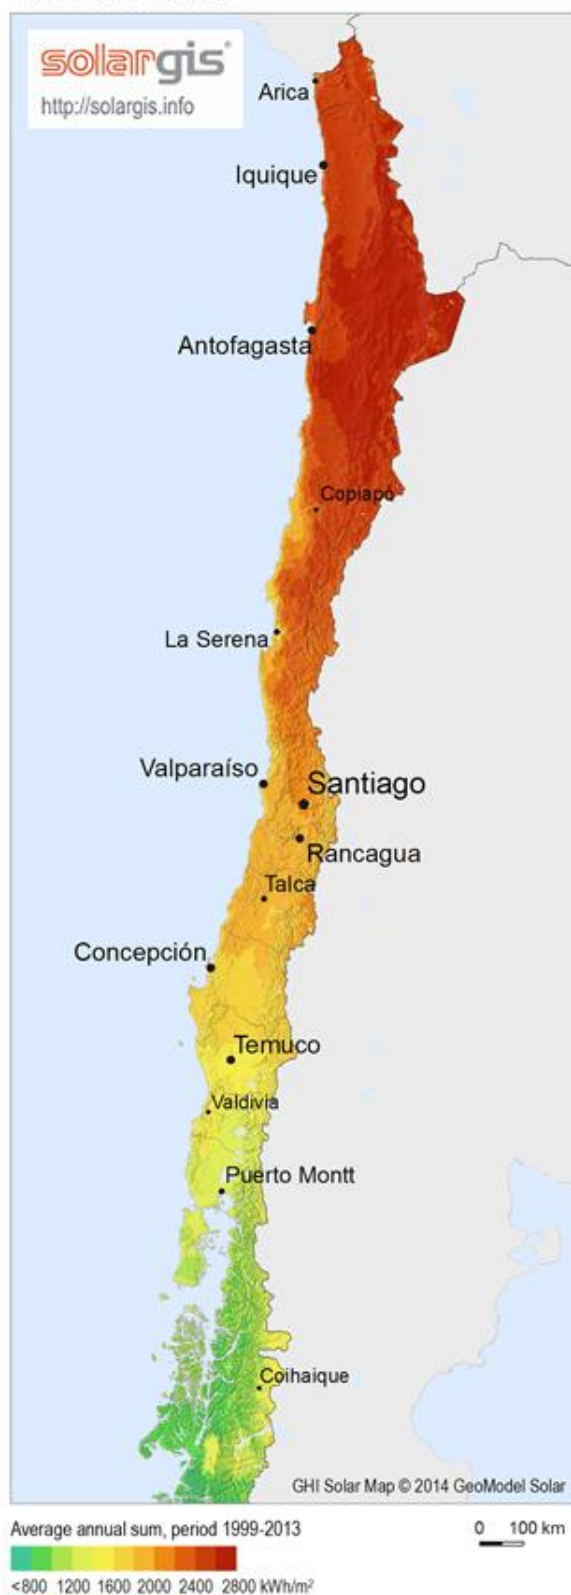 solargis
http://solargis.info
Arica
Iquique
Antofagasta
Copiapó
La Serena
Valparaíso
Santiago
Rancagua
Talca
Concepción
Temuco
Valdivia
Puerto Montt
Coihaique
GHI Solar Map © 2014 GeoModel Solar
Average annual sum, period 1999-2013
0 100 km
<800 1200 1600 2000 2400 2800 kWh/m²